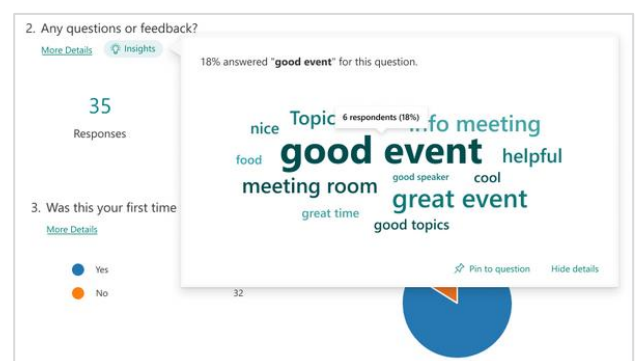 2. Any questions or feedback?
More Details Insights
18% answered "good event" for this question.
35
Responses
6 respondents (18%)
nice Topic info meeting
food good event helpful
good speaker cool
meeting room great event
great time
good topics
3. Was this your first time
More Details
Pin to question Hide details
Yes
No 32